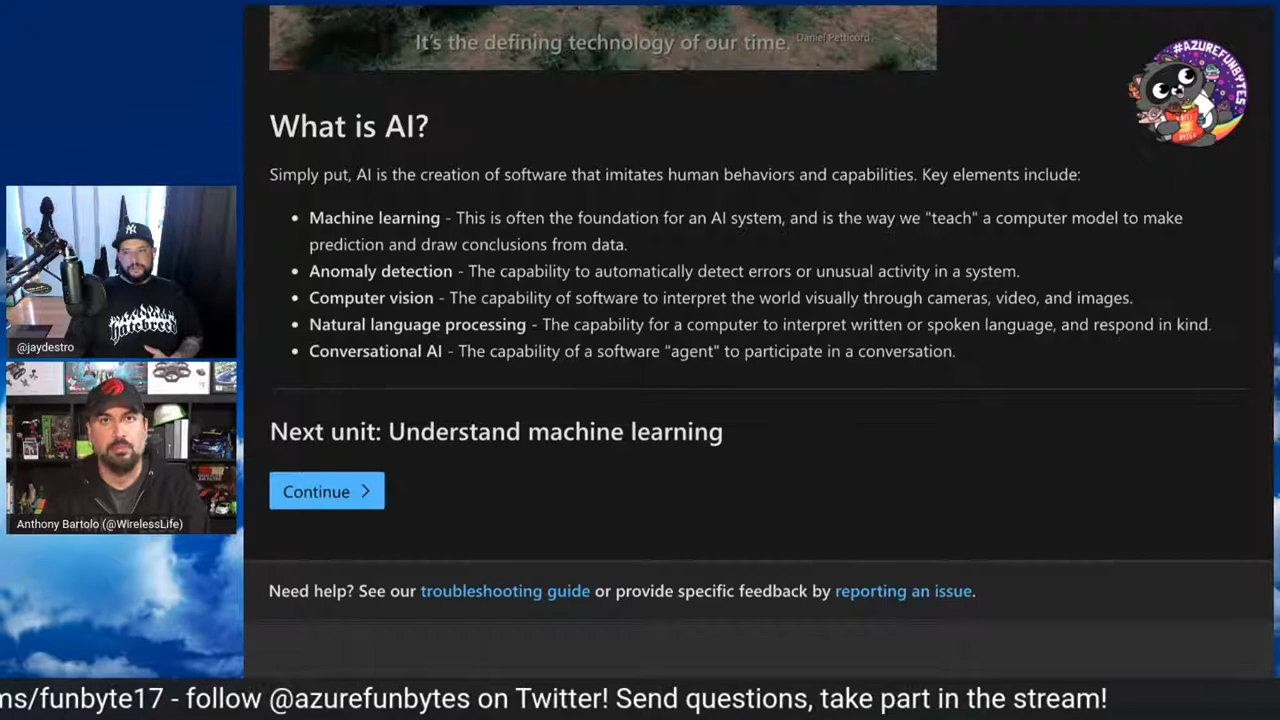 It's the defining technology of our time.
Daniel Petticord
#AZUREFUNBYTES
What is AI?
Simply put, AI is the creation of software that imitates human behaviors and capabilities. Key elements include:
Machine learning - This is often the foundation for an AI system, and is the way we "teach" a computer model to make
prediction and draw conclusions from data.
Anomaly detection - The capability to automatically detect errors or unusual activity in a system.
Computer vision - The capability of software to interpret the world visually through cameras, video, and images.
Natural language processing - The capability for a computer to interpret written or spoken language, and respond in kind.
Conversational AI - The capability of a software "agent" to participate in a conversation.
@jaydestro
Next unit: Understand machine learning
Continue
Anthony Bartolo (@WirelessLife)
Need help? See our troubleshooting guide or provide specific feedback by reporting an issue.
ms/funbyte17 - follow @azurefunbytes on Twitter! Send questions, take part in the stream!